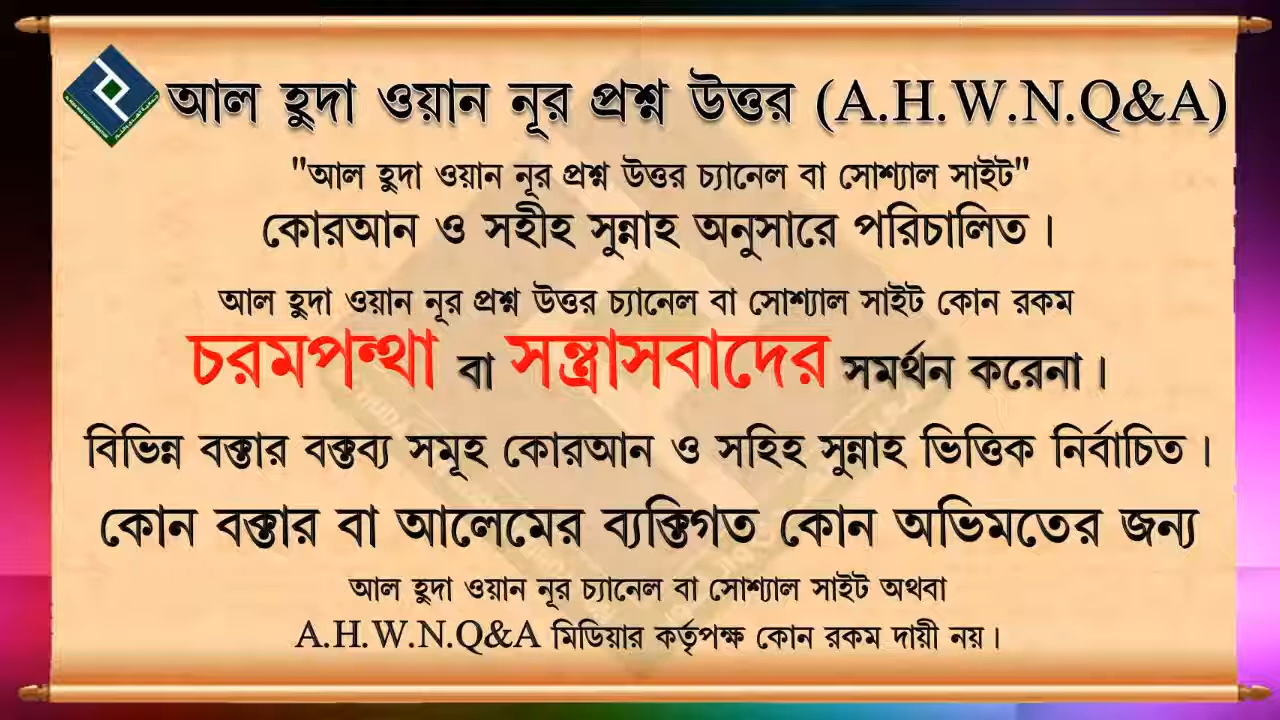 আল হুদা ওয়ান নূর প্রশ্ন উত্তর (A.H.W.N.Q&A)
"আল হুদা ওয়ান নূর প্রশ্ন উত্তর চ্যানেল বা সোশ্যাল সাইট"
কোরআন ও সহীহ সুন্নাহ অনুসারে পরিচালিত।
আল হুদা ওয়ান নূর প্রশ্ন উত্তর চ্যানেল বা সোশ্যাল সাইট কোন রকম
চরমপন্থা বা সন্ত্রাসবাদের সমর্থন করেনা।
বিভিন্ন বক্তার বক্তব্য সমূহ কোরআন ও সহিহ সুন্নাহ ভিত্তিক নির্বাচিত।
কোন বক্তার বা আলেমের ব্যক্তিগত কোন অভিমতের জন্য
আল হুদা ওয়ান নূর চ্যানেল বা সোশ্যাল সাইট অথবা
A.H.W.N.Q&A মিডিয়ার কর্তৃপক্ষ কোন রকম দায়ী নয়।